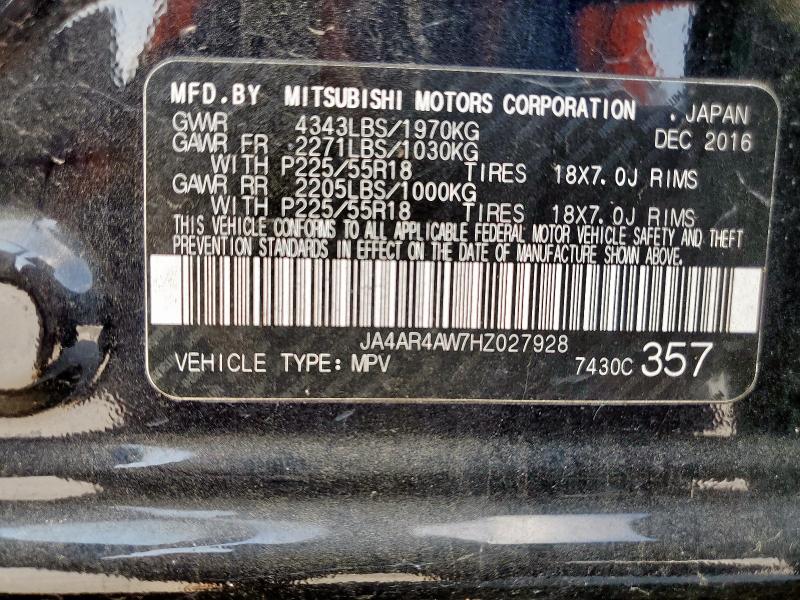 MFD.BY MITSUBISHI MOTORS CORPORATION . JAPAN
GVWR 4343LBS/1970KG DEC 2016
GAWR FR 2271LBS/1030KG
WITH P225/55R18 TIRES 18X7.0J RIMS
GAWR RR 2205LBS/1000KG
WITH P225/55R18 TIRES 18X7.0J RIMS
THIS VEHICLE CONFORMS TO ALL APPLICABLE FEDERAL MOTOR VEHICLE SAFETY AND THEFT
PREVENTION STANDARDS IN EFFECT ON THE DATE OF MANUFACTURE SHOWN ABOVE.
JA4AR4AW7HZ027928
VEHICLE TYPE: MPV 7430C 357